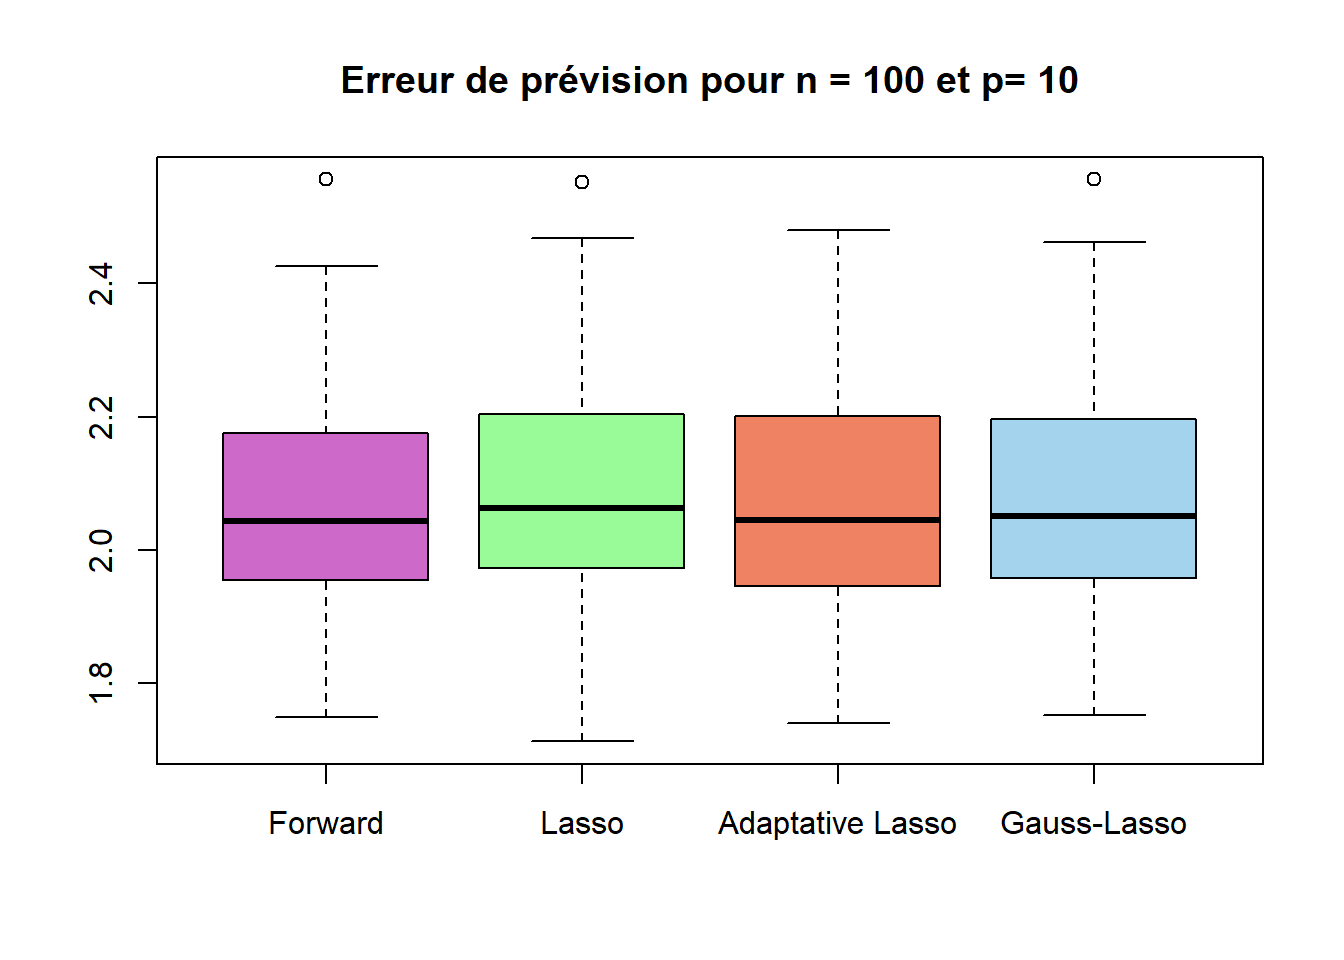 Erreur de prévision pour n = 100 et p= 10
2.4
2.2
2.0
1.8
Forward Lasso Adaptative Lasso Gauss-Lasso